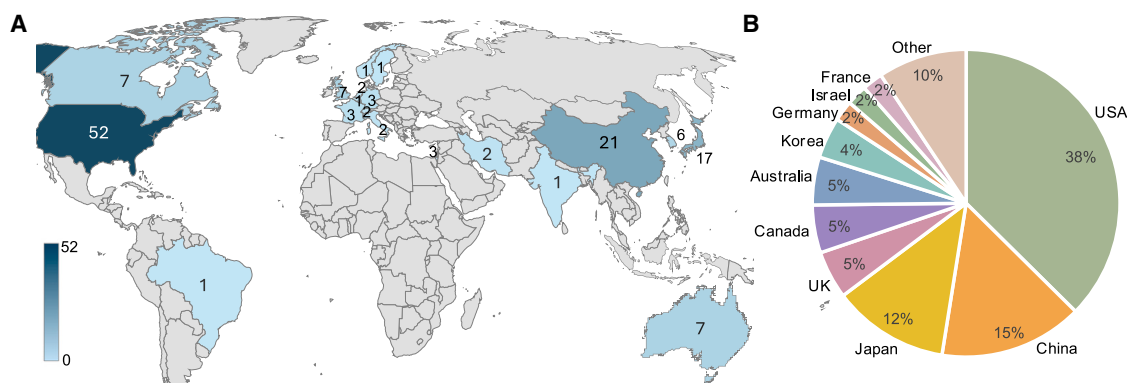 A
7
52
1
1
2
7
1
3
3
2
2
3
2
21
6
17
1
1
7
52
0
B
Other
10%
France
2%
Israel
2%
Germany
2%
Korea
4%
Australia
5%
Canada
5%
UK
5%
Japan
12%
China
15%
USA
38%